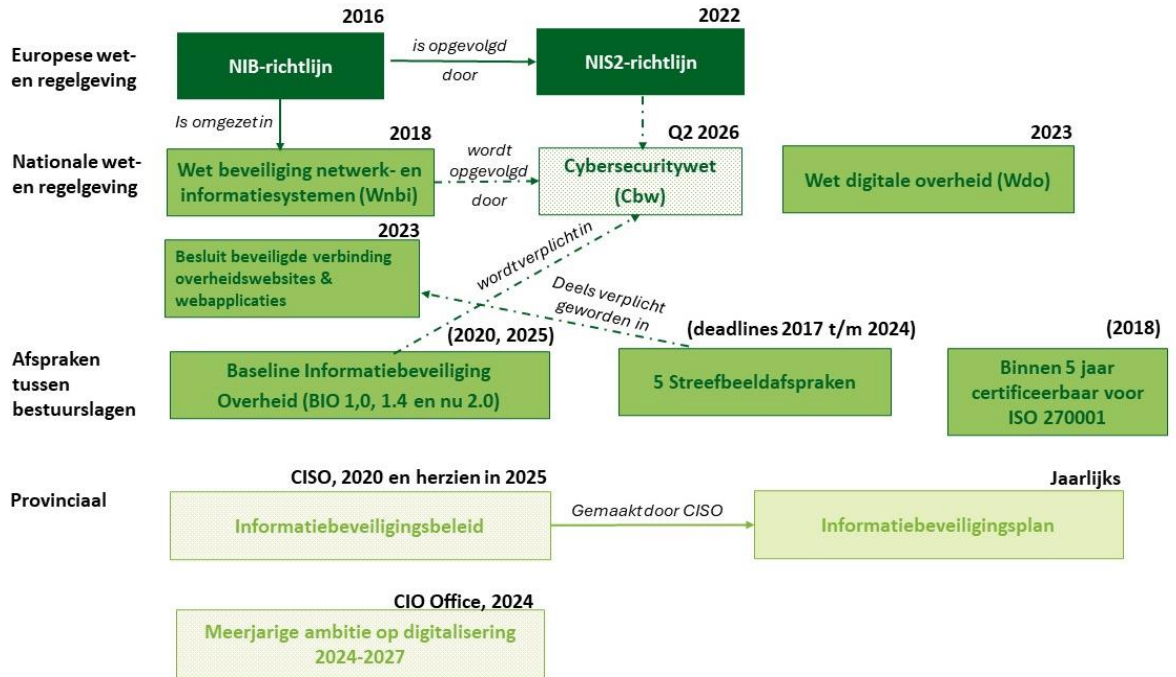 2016
2022
Europese wet-
en regelgeving
NIB-richtlijn
is opgevolgd
door
NIS2-richtlijn
Is omgezet in
2018
Q2 2026
2023
Nationale wet-
en regelgeving
Wet beveiliging netwerk- en
informatiesystemen (Wnbi)
wordt
opgevolgd
door
Cybersecuritywet
(Cbw)
Wet digitale overheid (Wdo)
2023
Besluit beveiligde verbinding
overheidswebsites &
webapplicaties
wordt verplicht in
Deels verplicht
geworden in
(2020, 2025)
(deadlines 2017 t/m 2024)
(2018)
Afspraken
tussen
bestuurslagen
Baseline Informatiebeveiliging
Overheid (BIO 1,0, 1.4 en nu 2.0)
5 Streefbeeldafspraken
Binnen 5 jaar
certificeerbaar voor
ISO 270001
CISO, 2020 en herzien in 2025
Jaarlijks
Provinciaal
Informatiebeveiligingsbeleid
Gemaakt door CISO
Informatiebeveiligingsplan
CIO Office, 2024
Meerjarige ambitie op digitalisering
2024-2027